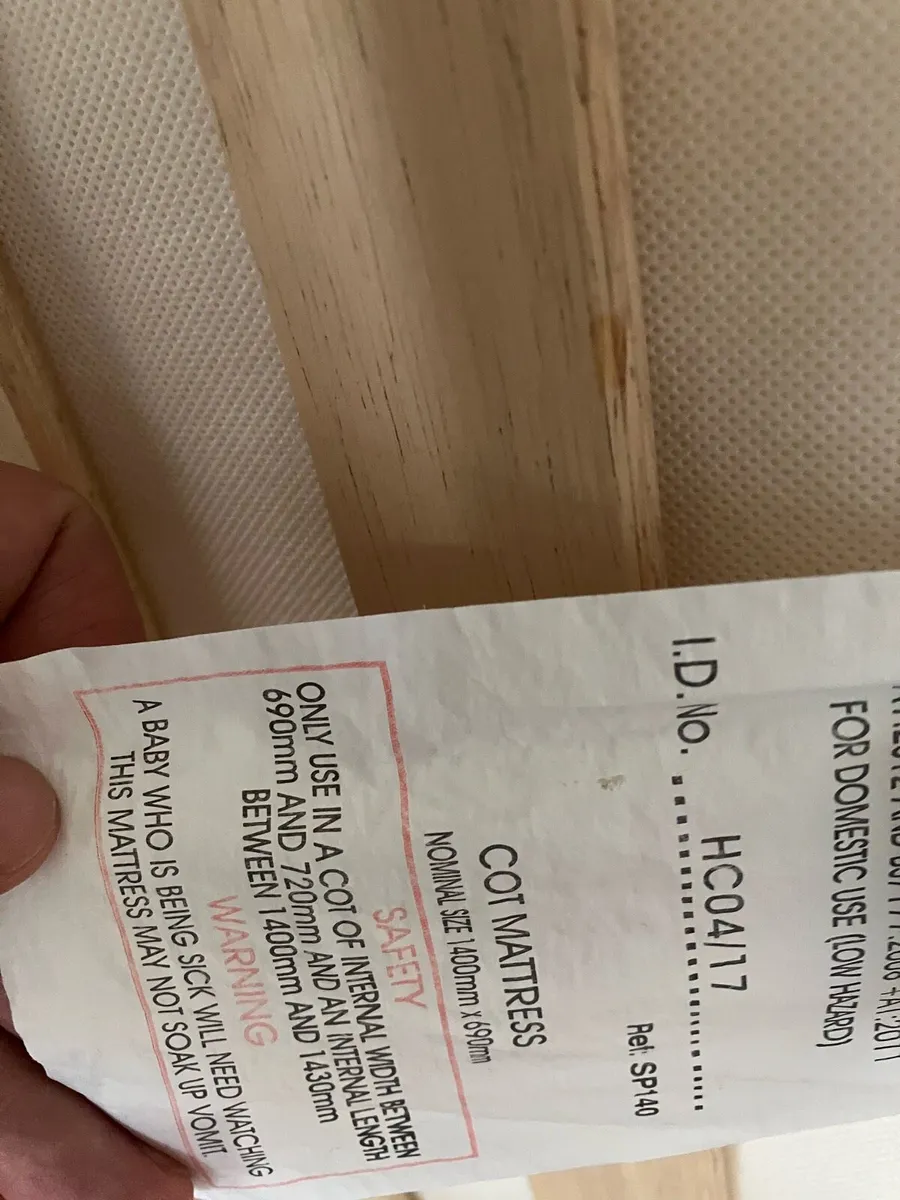 FOR DOMESTIC USE (LOW HAZARD)
I.D. No. HC04/17
Ref: SP140
COT MATTRESS
NOMINAL SIZE 1400mm x 690mm
SAFETY
ONLY USE IN A COT OF INTERNAL WIDTH BETWEEN
690mm AND 720mm AND AN INTERNAL LENGTH
BETWEEN 1400mm AND 1430mm
WARNING
A BABY WHO IS BEING SICK WILL NEED WATCHING
THIS MATTRESS MAY NOT SOAK UP VOMIT.